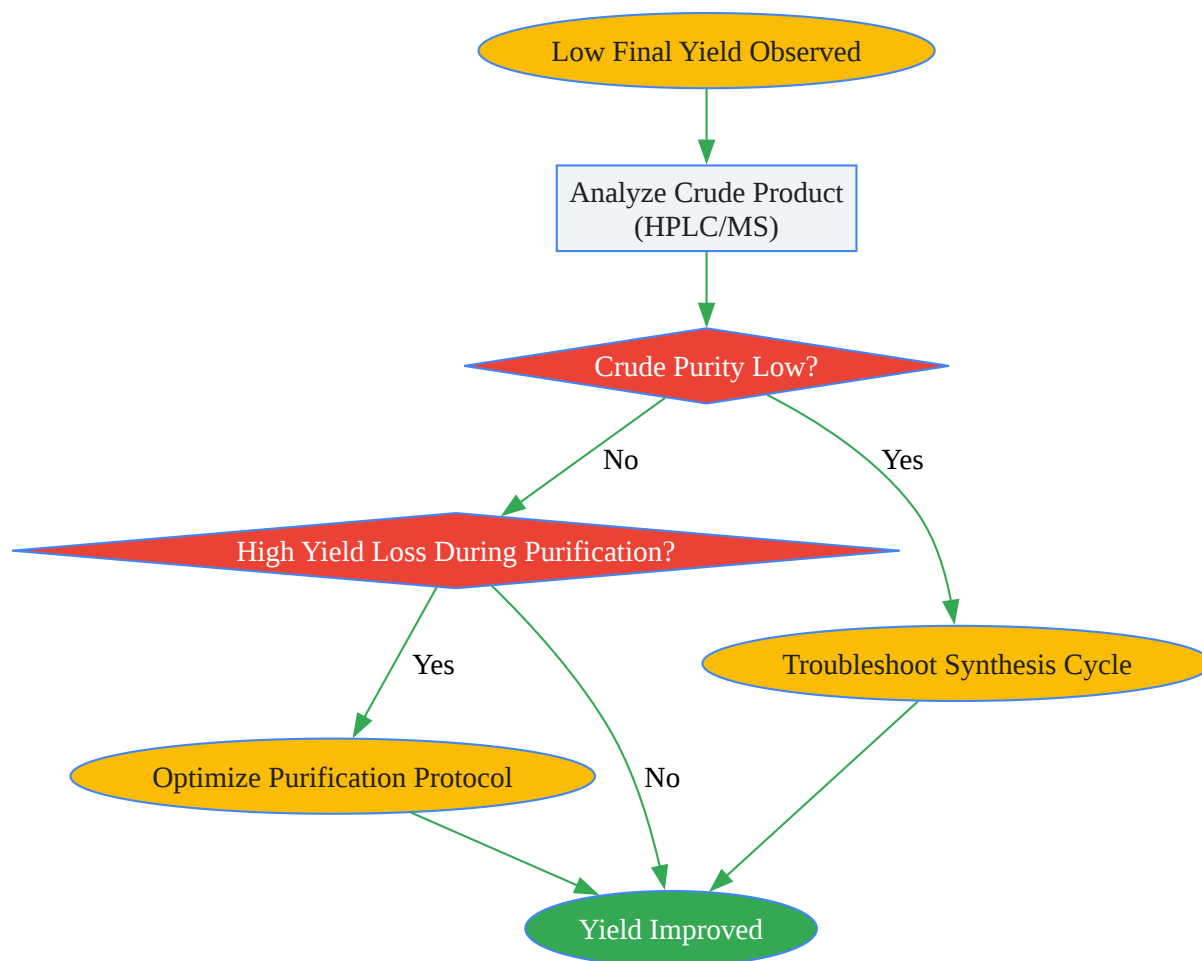 Low Final Yield Observed
Analyze Crude Product
(HPLC/MS)
Crude Purity Low?
No
Yes
High Yield Loss During Purification?
Yes
Troubleshoot Synthesis Cycle
Optimize Purification Protocol
No
Yield Improved